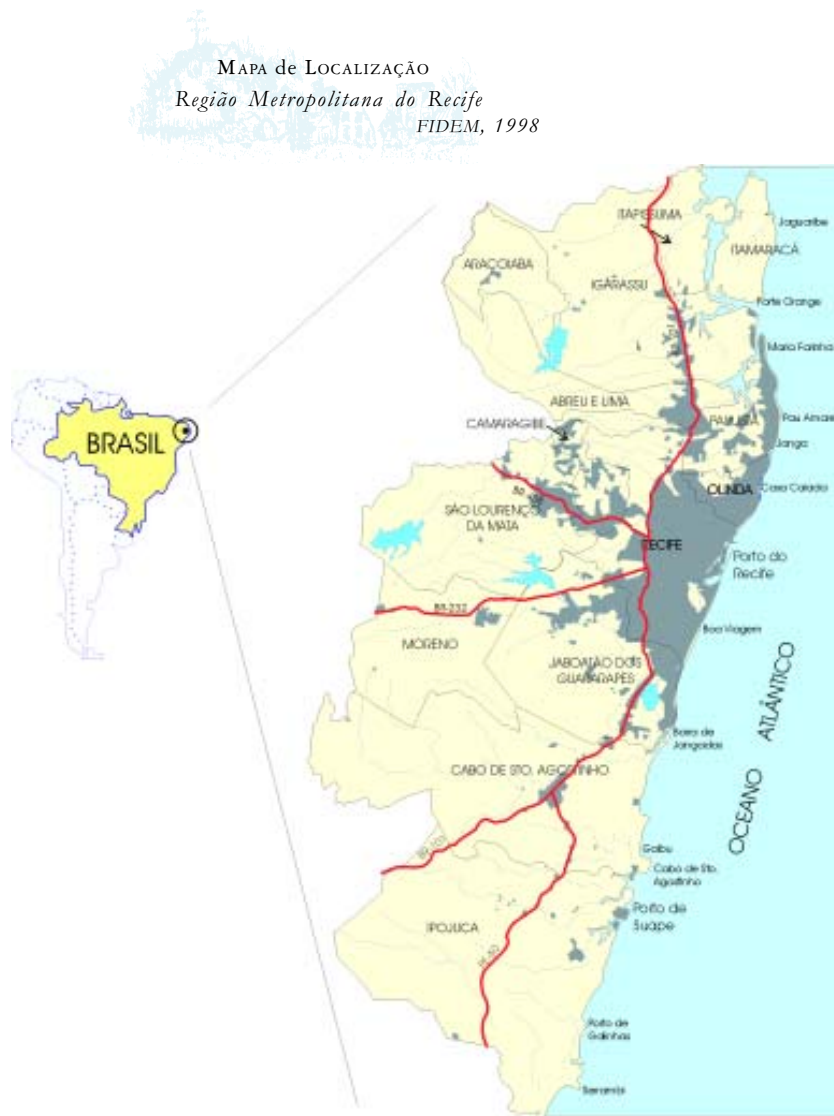 MAPA de LOCALIZAÇÃO
Região Metropolitana do Recife
FIDEM, 1998
ITAPISSUMA
Jaguaribe
ITAMARACÁ
ARAÇOIABA
IGARASSU
Forte Orange
Maria Farinha
ABREU E LIMA
CAMARAGIBE
PAULISTA
Pau Amarelo
Janga
BRASIL
OLINDA
Casa Caiada
SÃO LOURENÇO
DA MATA
RECIFE
Porto do
Recife
BR-232
Boa Viagem
MORENO
JABOATÃO DOS
GUARARAPES
OCEANO ATLÂNTICO
Barra de
Jangadas
CABO DE STO. AGOSTINHO
BR-101
Gaibu
Cabo de Sto.
Agostinho
IPOJUCA
Porto de
Suape
Porto de
Galinhas
Serrambi